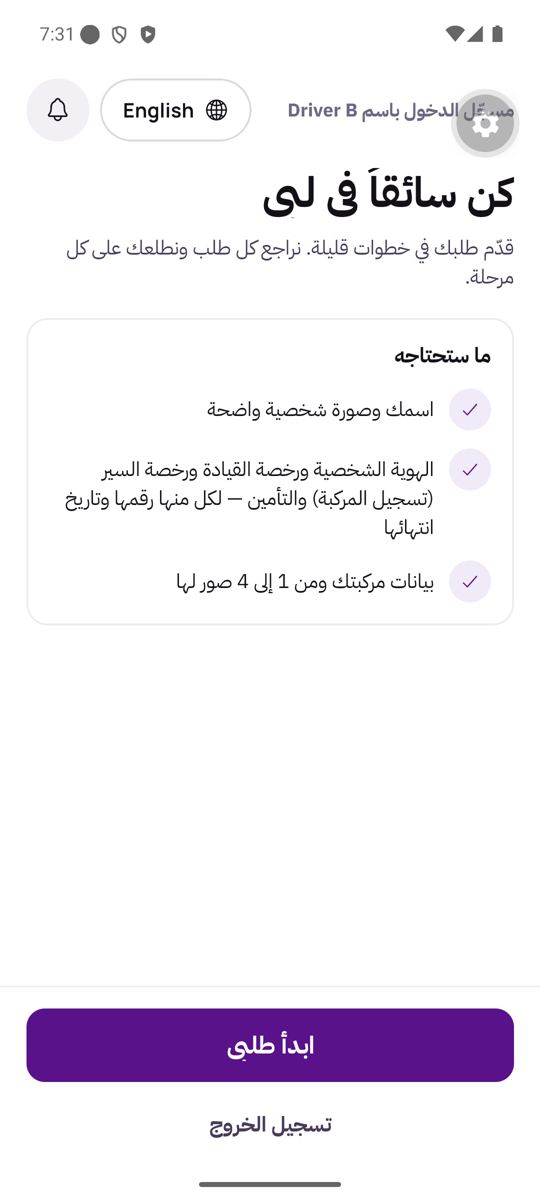 7:31
مسجّل الدخول باسم Driver B
English
كن سائقاً في لبى
قدّم طلبك في خطوات قليلة. نراجع كل طلب ونطلعك على كل
مرحلة.
ما ستحتاجه
اسمك وصورة شخصية واضحة
الهوية الشخصية ورخصة القيادة ورخصة السير
(تسجيل المركبة) والتأمين — لكل منها رقمها وتاريخ
انتهائها
بيانات مركبتك ومن 1 إلى 4 صور لها
ابدأ طلبي
تسجيل الخروج